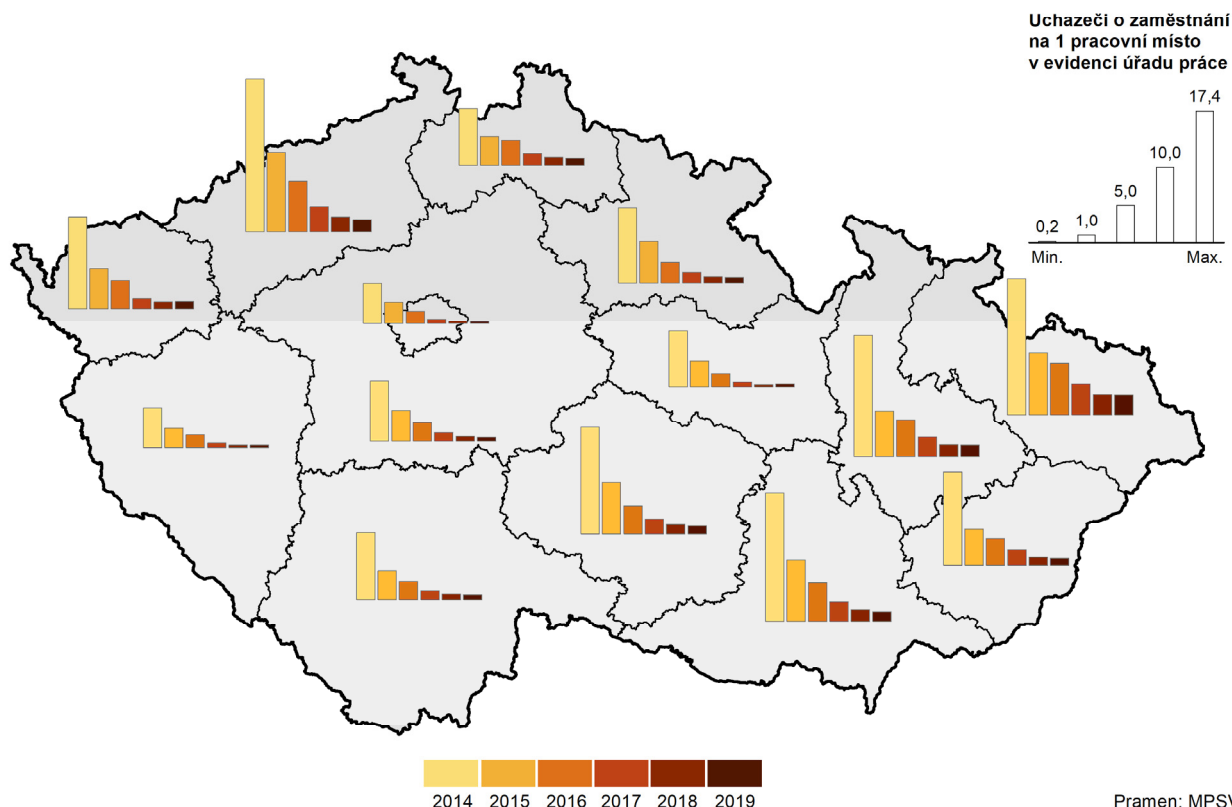 Uchazeči o zaměstnání
na 1 pracovní místo
v evidenci úřadu práce
17,4
10,0
5,0
1,0
0,2
Min. Max.
2014 2015 2016 2017 2018 2019
Pramen: MPSV